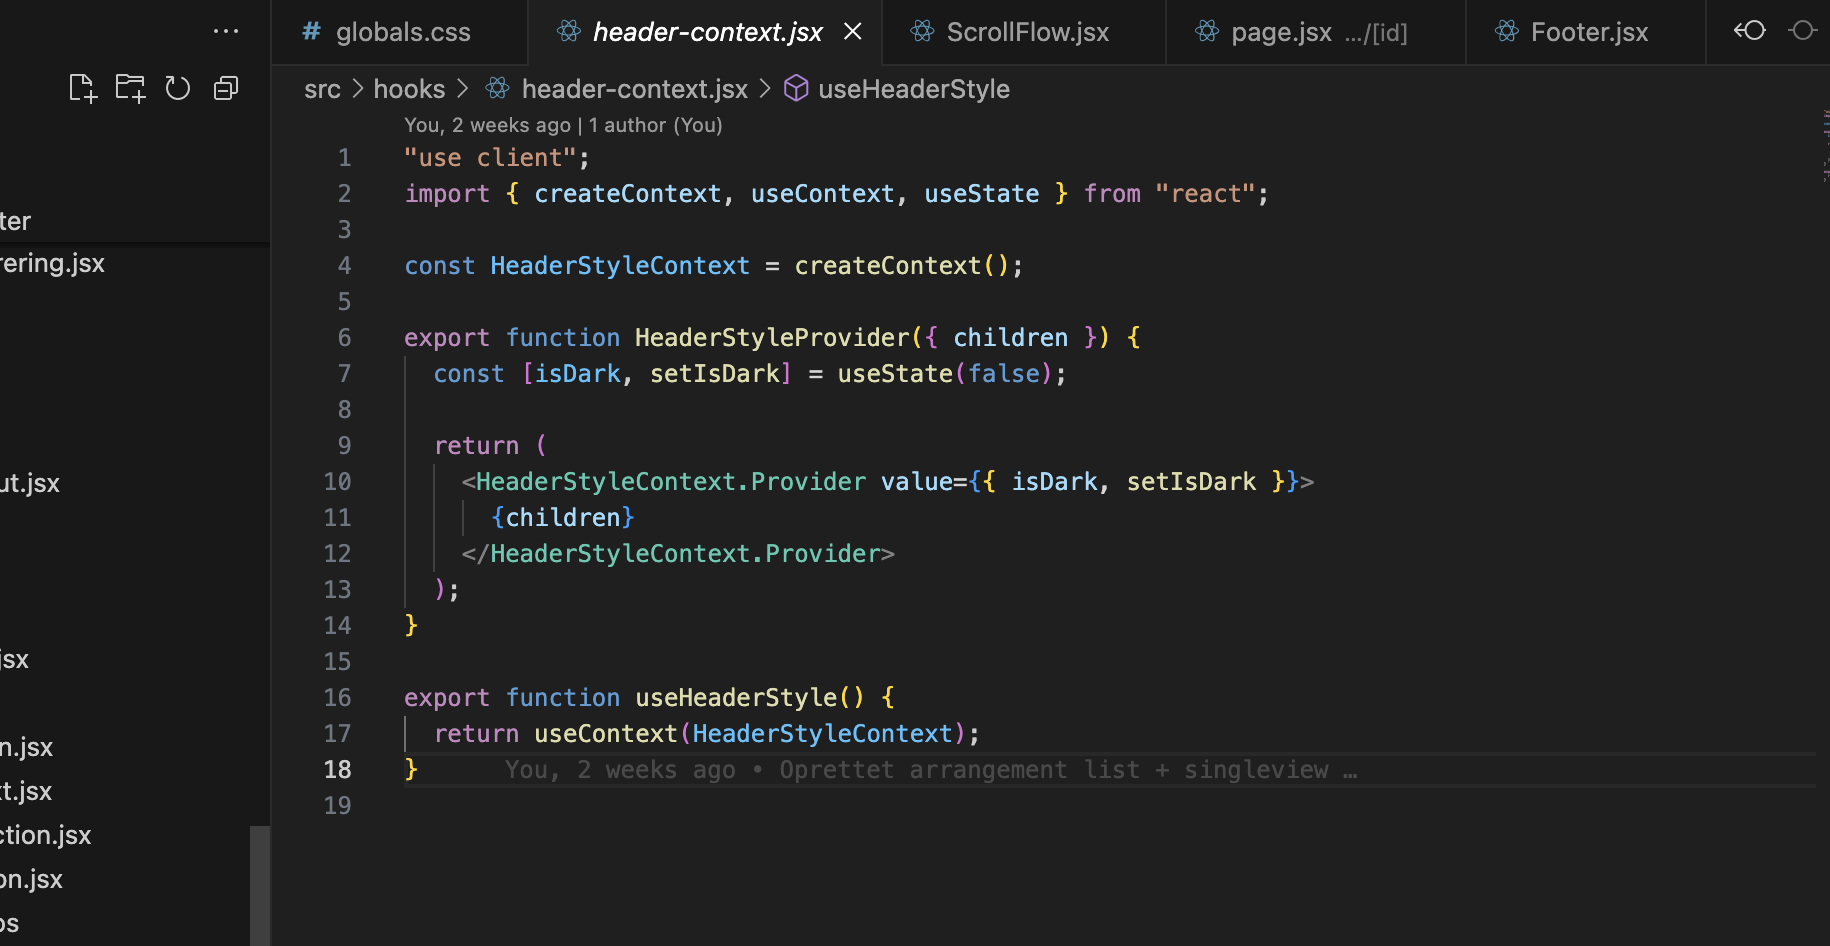 globals.css
header-context.jsx
ScrollFlow.jsx
page.jsx .../[id]
Footer.jsx
src > hooks > header-context.jsx > useHeaderStyle
ter
rering.jsx
ut.jsx
jsx
n.jsx
t.jsx
ction.jsx
on.jsx
os
You, 2 weeks ago | 1 author (You)
1 "use client";
2 import { createContext, useContext, useState } from "react";
3
4 const HeaderStyleContext = createContext();
5
6 export function HeaderStyleProvider({ children }) {
7   const [isDark, setIsDark] = useState(false);
8
9   return (
10     <HeaderStyleContext.Provider value={{ isDark, setIsDark }}>
11       {children}
12     </HeaderStyleContext.Provider>
13   );
14 }
15
16 export function useHeaderStyle() {
17   return useContext(HeaderStyleContext);
18 } You, 2 weeks ago • Oprettet arrangement list + singleview …
19